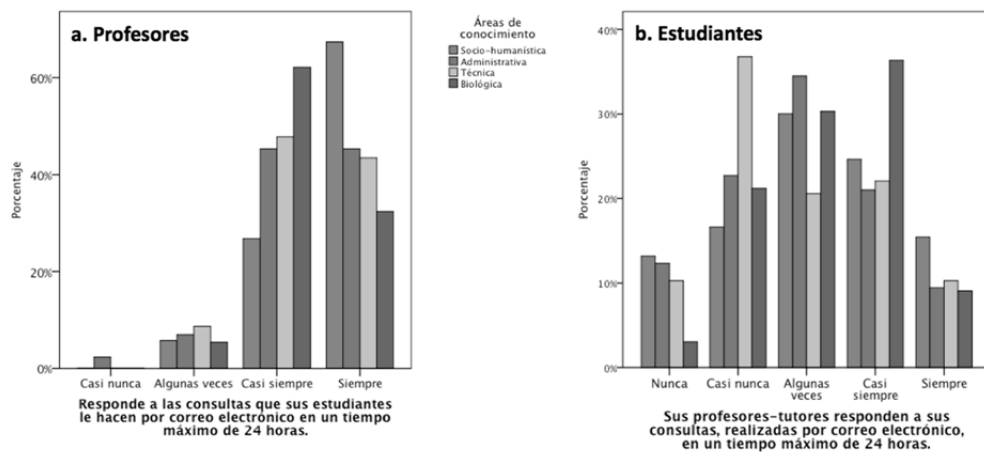 a. Profesores
Porcentaje
60%
40%
20%
0%
Casi nunca
Algunas veces
Casi siempre
Siempre
Responde a las consultas que sus estudiantes
le hacen por correo electrónico en un tiempo
máximo de 24 horas.
Áreas de
conocimiento
Socio-humanística
Administrativa
Técnica
Biológica
b. Estudiantes
Porcentaje
40%
30%
20%
10%
0%
Nunca
Casi nunca
Algunas
veces
Casi
siempre
Siempre
Sus profesores-tutores responden a sus
consultas, realizadas por correo electrónico,
en un tiempo máximo de 24 horas.